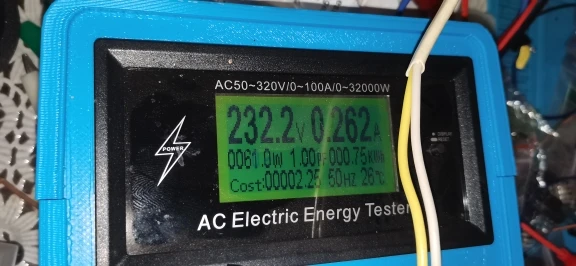 AC50~320V/0~100A/0~32000W
232.2V 0.262A
POWER
0061.0W 1.00PF 000.75KWh
Cost:00002.25 50HZ 26℃
AC Electric Energy Tester